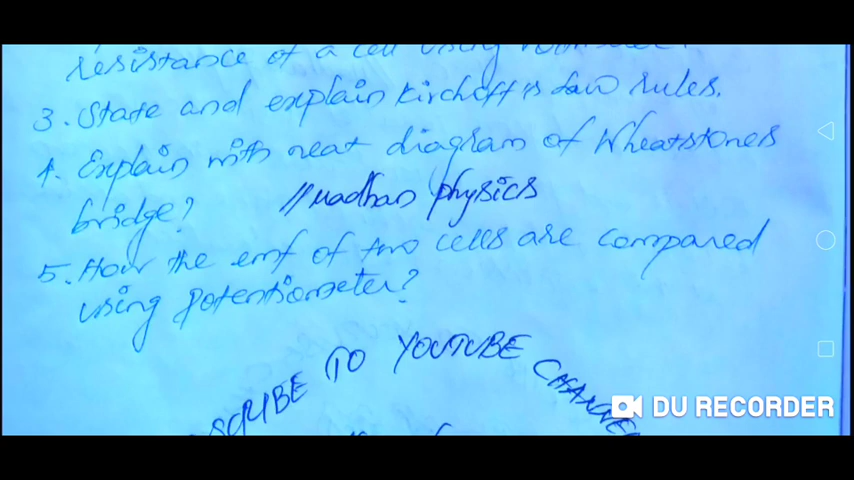 resistance of a cell using
3. State and explain Kirchoff's law rules.
4. Explain with neat diagram of Wheatstones
bridge?
//madhan physics
5. How the emf of two cells are compared
using potentiometer?
SCRIBE TO YOUTUBE CHANNEL
DU RECORDER